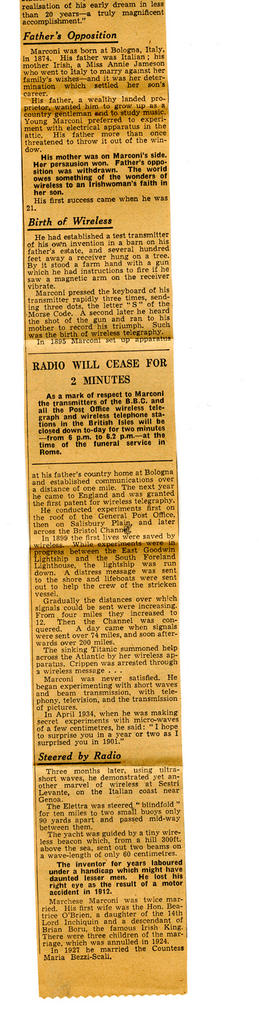 realisation of his early dream in less
than 20 years—a truly magnificent
accomplishment."
Father's Opposition
Marconi was born at Bologna, Italy,
in 1874. His father was Italian; his
mother Irish, a Miss Annie Jameson,
who went to Italy to marry against her
family's wishes—and it was her deter-
mination which settled her son's
career.
His father, a wealthy landed pro-
prietor, wanted him to grow up as a
country gentleman and to study music.
Young Marconi preferred to experi-
ment with electrical apparatus in the
attic. His father more than once
threatened to throw it out of the win-
dow.
His mother was on Marconi's side.
Her persuasion won. Father's oppo-
sition was withdrawn. The world
owes something of the wonders of
wireless to an Irishwoman's faith in
her son.
His first success came when he was
21.
Birth of Wireless
He had established a test transmitter
of his own invention in a barn on his
father's estate, and several hundred
feet away a receiver hung on a tree.
By it stood a farm hand with a gun
which he had instructions to fire if he
saw a magnetic arm on the receiver
vibrate.
Marconi pressed the keyboard of his
transmitter rapidly three times, send-
ing three dots, the letter "S" of the
Morse Code. A second later he heard
the shot of the gun and ran to his
mother to record his triumph. Such
was the birth of wireless telegraphy.
In 1895 Marconi set up apparatus
RADIO WILL CEASE FOR
2 MINUTES
As a mark of respect to Marconi
the transmitters of the B.B.C. and
all the Post Office wireless tele-
graph and wireless telephone sta-
tions in the British Isles will be
closed down to-day for two minutes
—from 6 p.m. to 6.2 p.m.—at the
time of the funeral service in
Rome.
at his father's country home at Bologna
and established communications over
a distance of one mile. The next year
he came to England and was granted
the first patent for wireless telegraphy.
He conducted experiments first on
the roof of the General Post Office,
then on Salisbury Plain, and later
across the Bristol Channel.
In 1899 the first lives were saved by
wireless. While experiments were in
progress between the East Goodwin
Lightship and the South Foreland
Lighthouse, the lightship was run
down. A distress message was sent
to the shore and lifeboats were sent
out to help the crew of the stricken
vessel.
Gradually the distances over which
signals could be sent were increasing.
From four miles they increased to
12. Then the Channel was con-
quered. A day came when signals
were sent over 74 miles, and soon after-
wards over 200 miles.
The sinking Titanic summoned help
across the Atlantic by her wireless ap-
paratus. Crippen was arrested through
a wireless message . . .
Marconi was never satisfied. He
began experimenting with short waves
and beam transmission, with tele-
phony, television, and the transmission
of pictures.
In April 1934, when he was making
secret experiments with micro-waves
of a few centimetres, he said: "I hope
to surprise you in a year or two as I
surprised you in 1901."
Steered by Radio
Three months later, using ultra-
short waves, he demonstrated yet an-
other marvel of wireless at Sestri
Levante, on the Italian coast near
Genoa.
The Elettra was steered "blindfold"
for ten miles to two small buoys only
90 yards apart and passed mid-way
between them.
The yacht was guided by a tiny wire-
less beacon which, from a hill 300ft.
above the sea, sent out two beams on
a wave-length of only 60 centimetres.
The inventor for years laboured
under a handicap which might have
daunted lesser men. He lost his
right eye as the result of a motor
accident in 1912.
Marchese Marconi was twice mar-
ried. His first wife was the Hon. Bea-
trice O'Brien, a daughter of the 14th
Lord Inchiquin and a descendant of
Brian Boru, the famous Irish King.
There were three children of the mar-
riage, which was annulled in 1924.
In 1927 he married the Countess
Maria Bezzi-Scali.